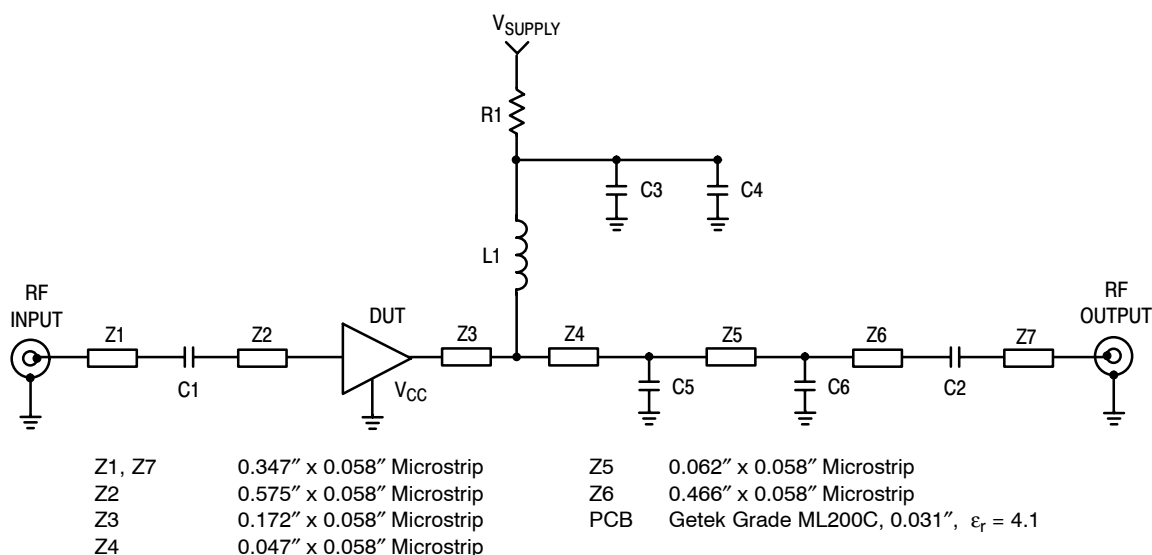 V_SUPPLY
R1
C3
C4
L1
RF
INPUT
RF
OUTPUT
Z1
Z2
DUT
Z3
Z4
Z5
Z6
Z7
C1
V_CC
C5
C6
C2
Z1, Z7 0.347″ x 0.058″ Microstrip
Z2 0.575″ x 0.058″ Microstrip
Z3 0.172″ x 0.058″ Microstrip
Z4 0.047″ x 0.058″ Microstrip
Z5 0.062″ x 0.058″ Microstrip
Z6 0.466″ x 0.058″ Microstrip
PCB Getek Grade ML200C, 0.031″, εr = 4.1